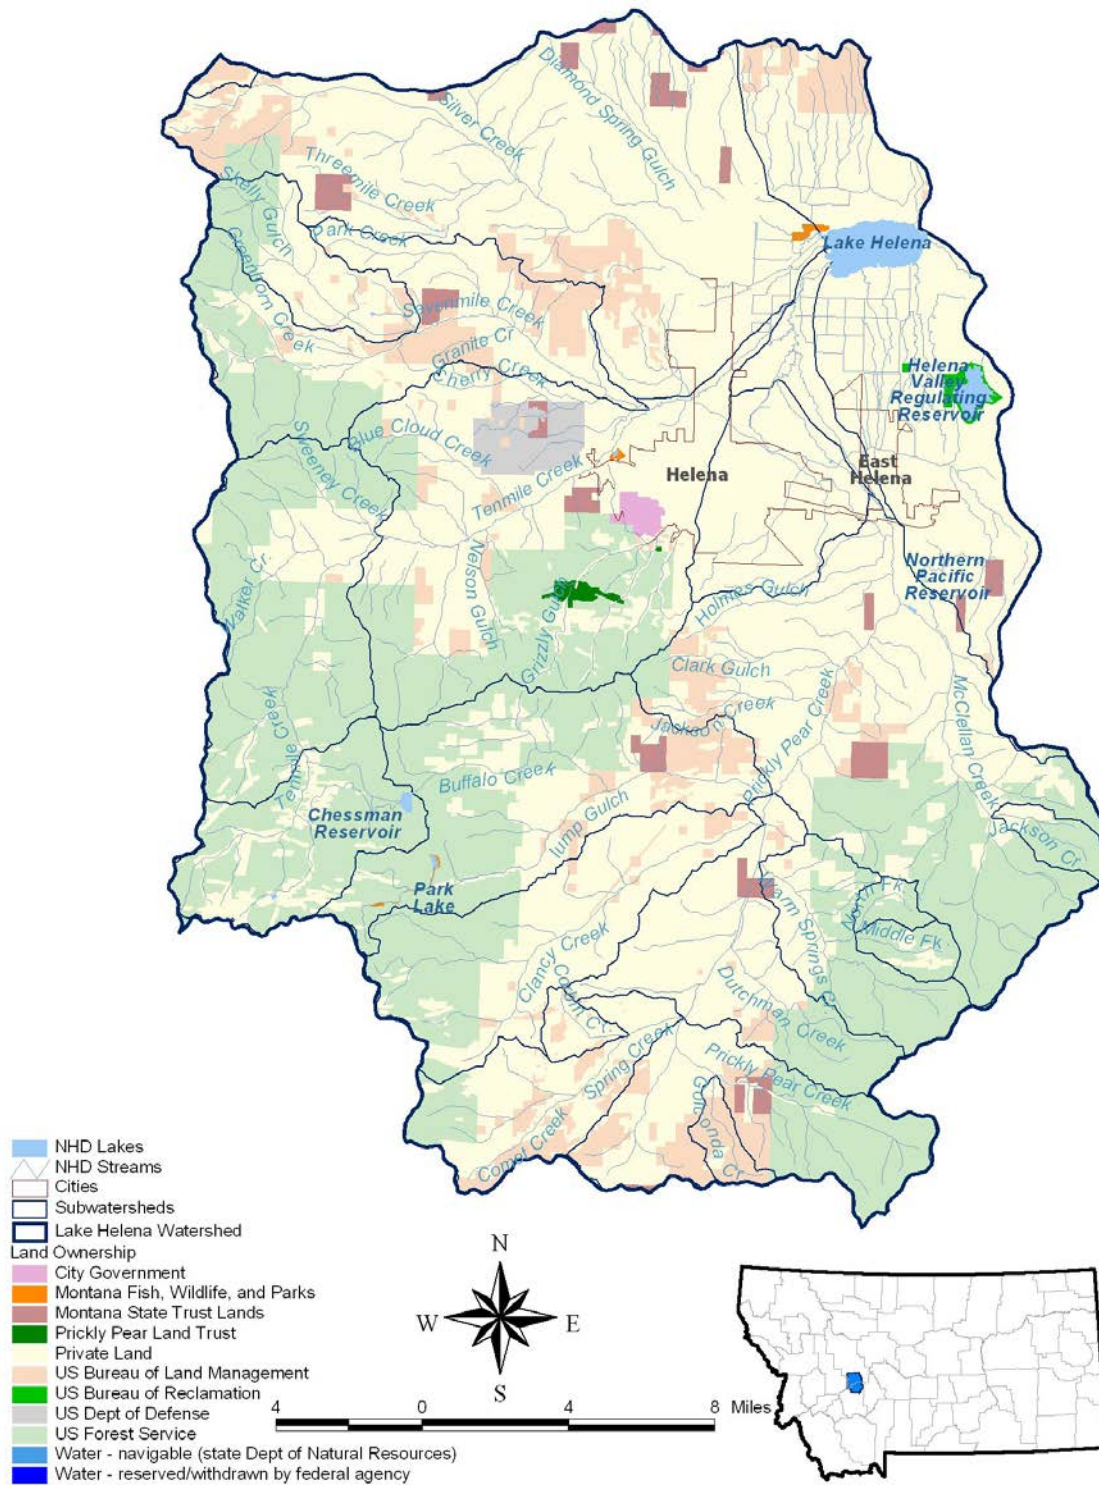 Diamond Spring Gulch
Silver Creek
Threemile Creek
Skelly Gulch
Park Creek
Greenhorn Creek
Lake Helena
Sevenmile Creek
Granite Cr
Cherry Creek
Helena
Valley
Regulating
Reservoir
Blue Cloud Creek
Sweeney Creek
Tenmile Creek
Helena
East
Helena
Nelson Gulch
Walker Cr.
Grizzly Gulch
Holmes Gulch
Northern
Pacific
Reservoir
Clark Gulch
Jackson Creek
Prickly Pear Creek
McClellan Creek
Tenmile Creek
Buffalo Creek
Chessman
Reservoir
Lump Gulch
Jackson Cr
Park
Lake
Warm Springs Cr
North Fk
Middle Fk.
Clancy Creek
Corbin Cr.
Dutchman Creek
Spring Creek
Prickly Pear Creek
Golconda Cr
Comet Creek
NHD Lakes
NHD Streams
Cities
Subwatersheds
Lake Helena Watershed
Land Ownership
City Government
Montana Fish, Wildlife, and Parks
Montana State Trust Lands
Prickly Pear Land Trust
Private Land
US Bureau of Land Management
US Bureau of Reclamation
US Dept of Defense
US Forest Service
Water - navigable (state Dept of Natural Resources)
Water - reserved/withdrawn by federal agency
N
W E
S
4 0 4 8 Miles